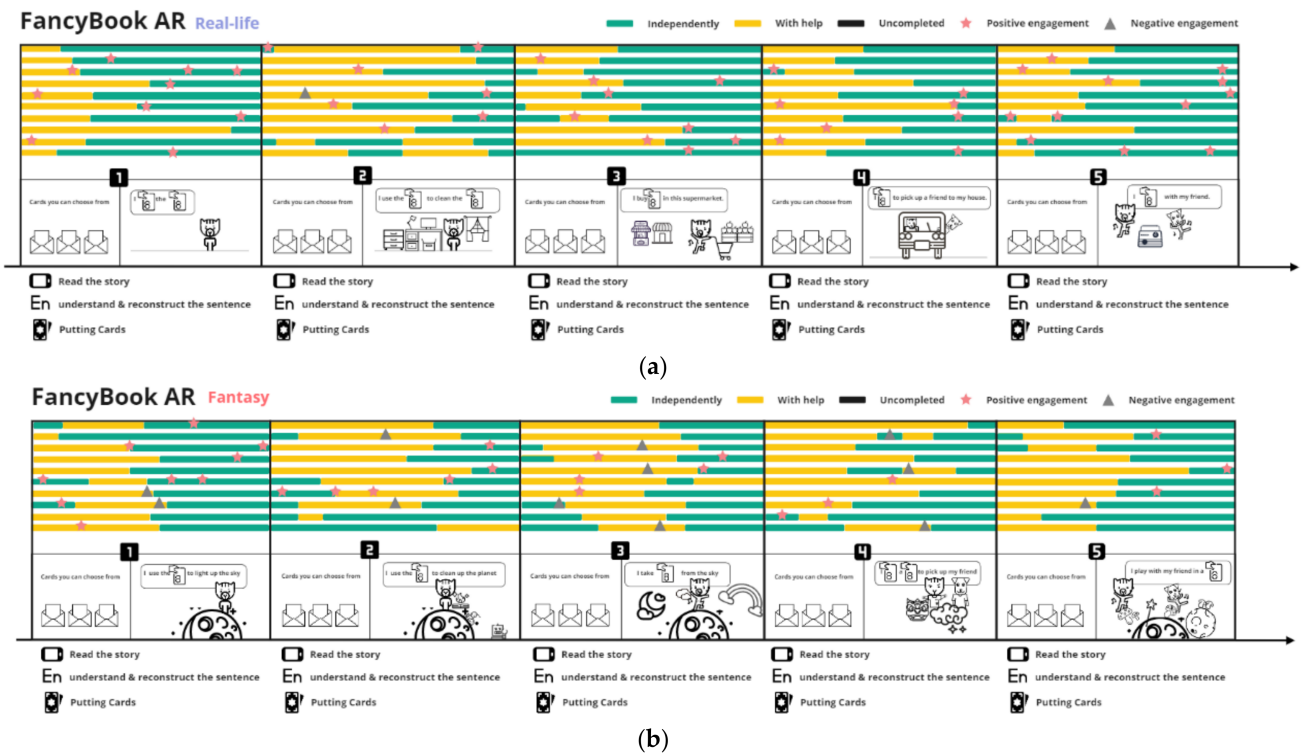 FancyBook AR Real-life
Independently With help Uncompleted Positive engagement Negative engagement
1 2 3 4 5
Cards you can choose from
I the
Cards you can choose from
I use the to clean the
Cards you can choose from
I buy in this supermarket.
Cards you can choose from
to pick up a friend to my house.
Cards you can choose from
with my friend.
Read the story Read the story Read the story Read the story Read the story
En understand & reconstruct the sentence En understand & reconstruct the sentence En understand & reconstruct the sentence En understand & reconstruct the sentence En understand & reconstruct the sentence
Putting Cards Putting Cards Putting Cards Putting Cards Putting Cards
(a)
FancyBook AR Fantasy
Independently With help Uncompleted Positive engagement Negative engagement
1 2 3 4 5
Cards you can choose from
I use the to light up the sky
Cards you can choose from
I use the to clean up the planet
Cards you can choose from
I take from the sky
Cards you can choose from
to pick up my friend
Cards you can choose from
I play with my friend in a
Read the story Read the story Read the story Read the story Read the story
En understand & reconstruct the sentence En understand & reconstruct the sentence En understand & reconstruct the sentence En understand & reconstruct the sentence En understand & reconstruct the sentence
Putting Cards Putting Cards Putting Cards Putting Cards Putting Cards
(b)